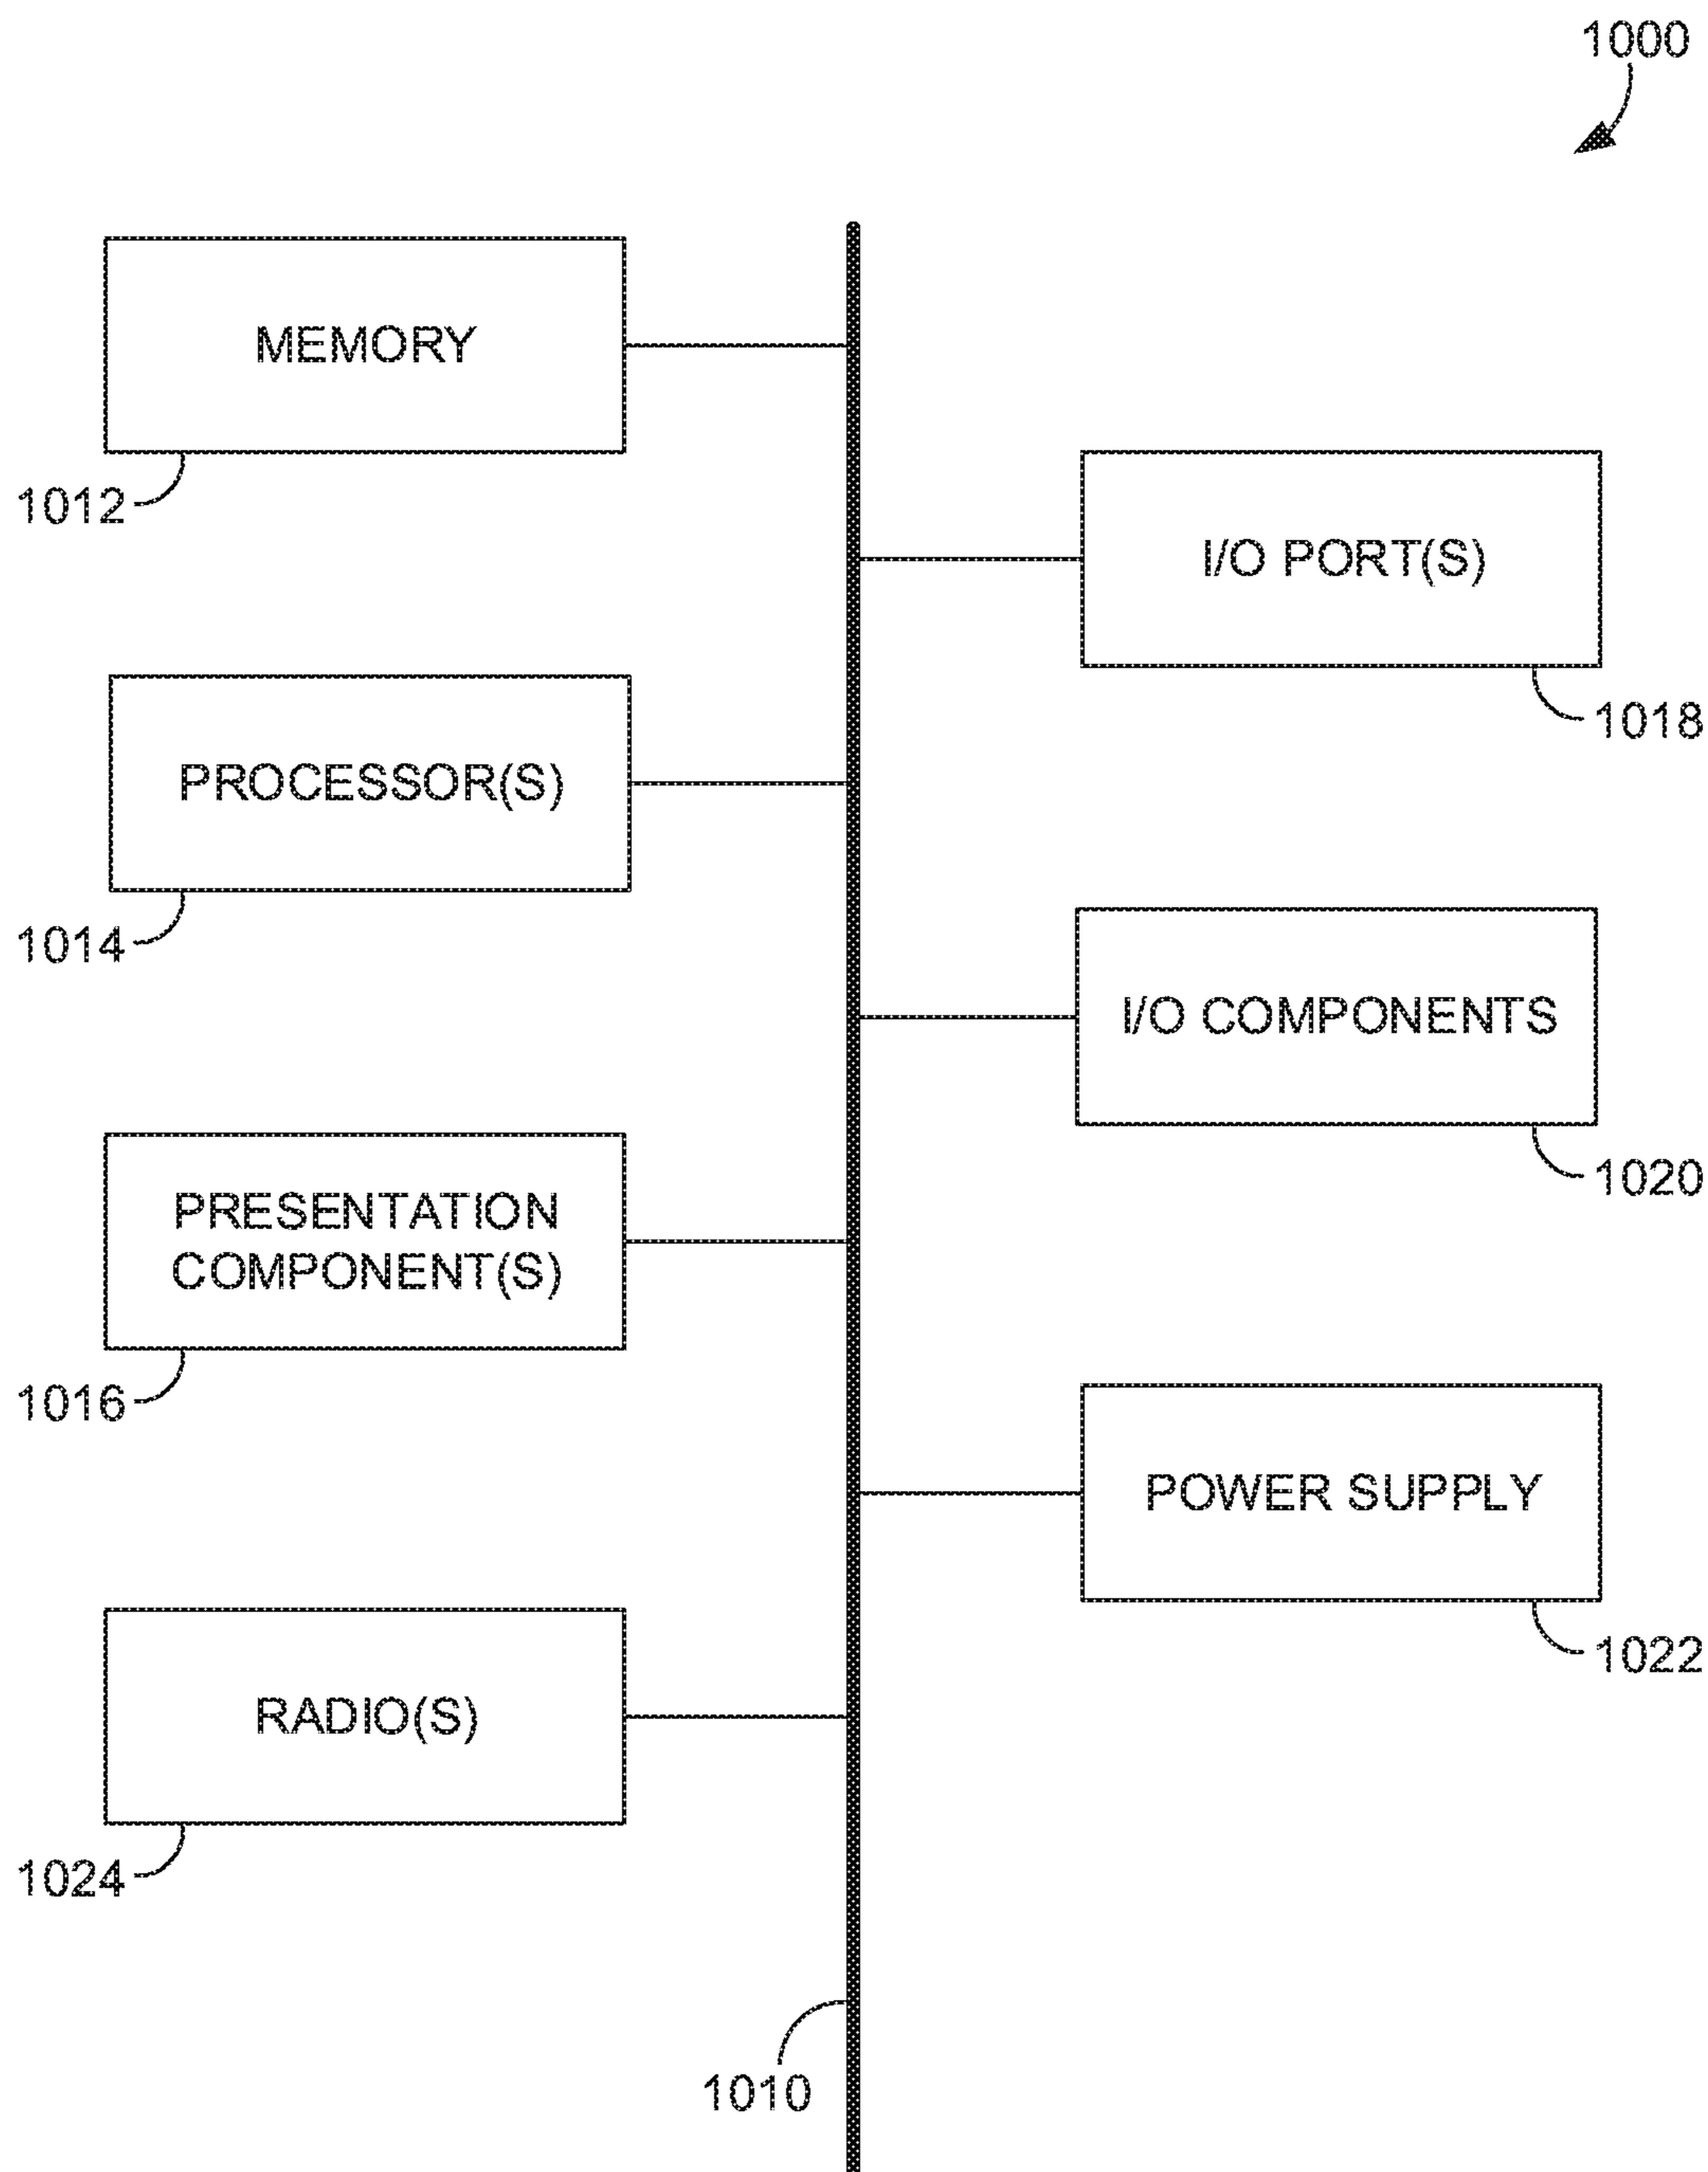 1000
MEMORY
1012
I/O PORT(S)
1018
PROCESSOR(S)
1014
I/O COMPONENTS
1020
PRESENTATION
COMPONENT(S)
1016
POWER SUPPLY
1022
RADIO(S)
1024
1010